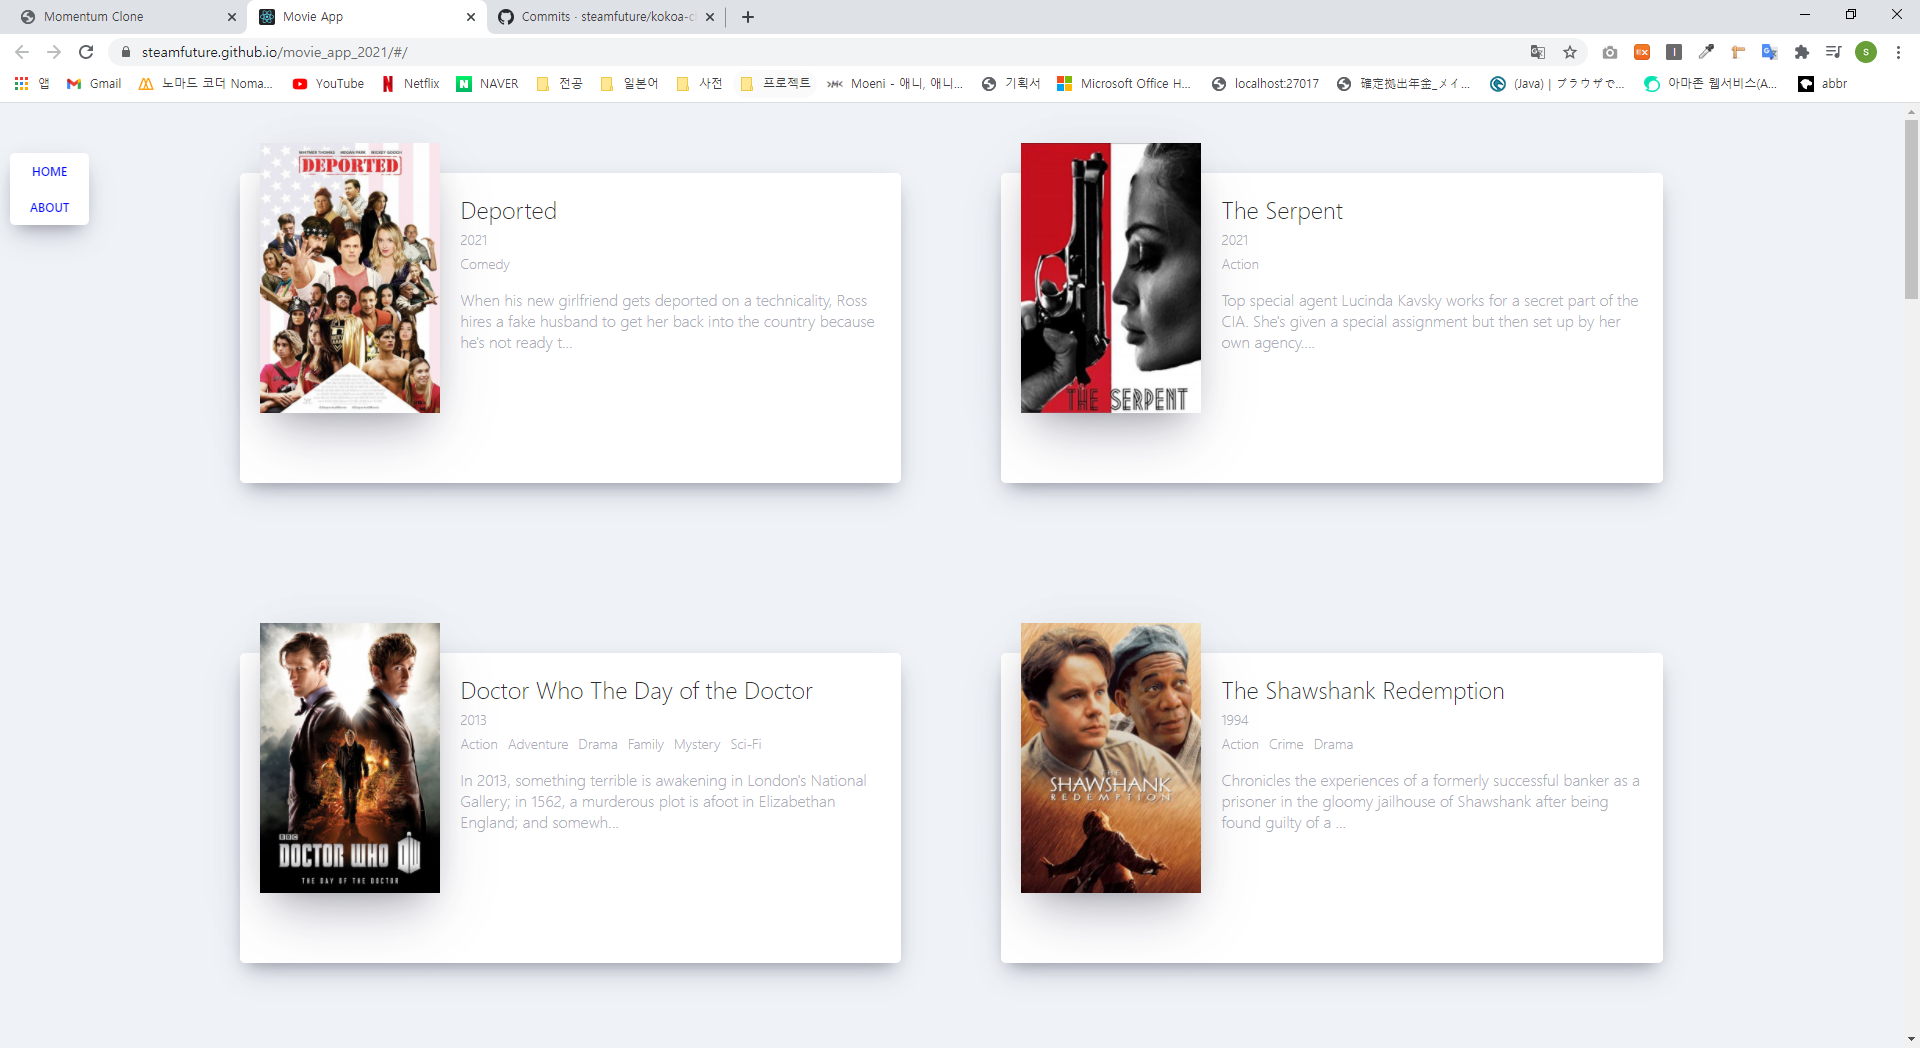 Momentum Clone
Movie App
Commits · steamfuture/kokoa-c
steamfuture.github.io/movie_app_2021/#/
EX
I
S
앱
Gmail
노마드 코더 Noma...
YouTube
Netflix
NAVER
전공
일본어
사전
프로젝트
Moeni - 애니, 애니...
기획서
Microsoft Office H...
localhost:27017
確定拠出年金_メイ...
(Java) | ブラウザで...
아마존 웹서비스(A...
abbr
HOME
ABOUT
WHITMER THOMAS MEGAN PARK MICKEY GOOCH
DEPORTED
Deported
2021
Comedy
When his new girlfriend gets deported on a technicality, Ross
hires a fake husband to get her back into the country because
he's not ready t...
THE SERPENT
The Serpent
2021
Action
Top special agent Lucinda Kavsky works for a secret part of the
CIA. She's given a special assignment but then set up by her
own agency....
BBC
DOCTOR WHO DW
THE DAY OF THE DOCTOR
Doctor Who The Day of the Doctor
2013
Action Adventure Drama Family Mystery Sci-Fi
In 2013, something terrible is awakening in London's National
Gallery; in 1562, a murderous plot is afoot in Elizabethan
England; and somewh...
THE
SHAWSHANK
REDEMPTION
The Shawshank Redemption
1994
Action Crime Drama
Chronicles the experiences of a formerly successful banker as a
prisoner in the gloomy jailhouse of Shawshank after being
found guilty of a ...